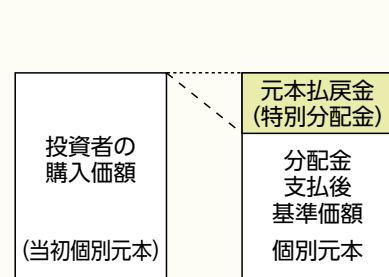 投資者の
購入価額
(当初個別元本)
元本払戻金
(特別分配金)
分配金
支払後
基準価額
個別元本